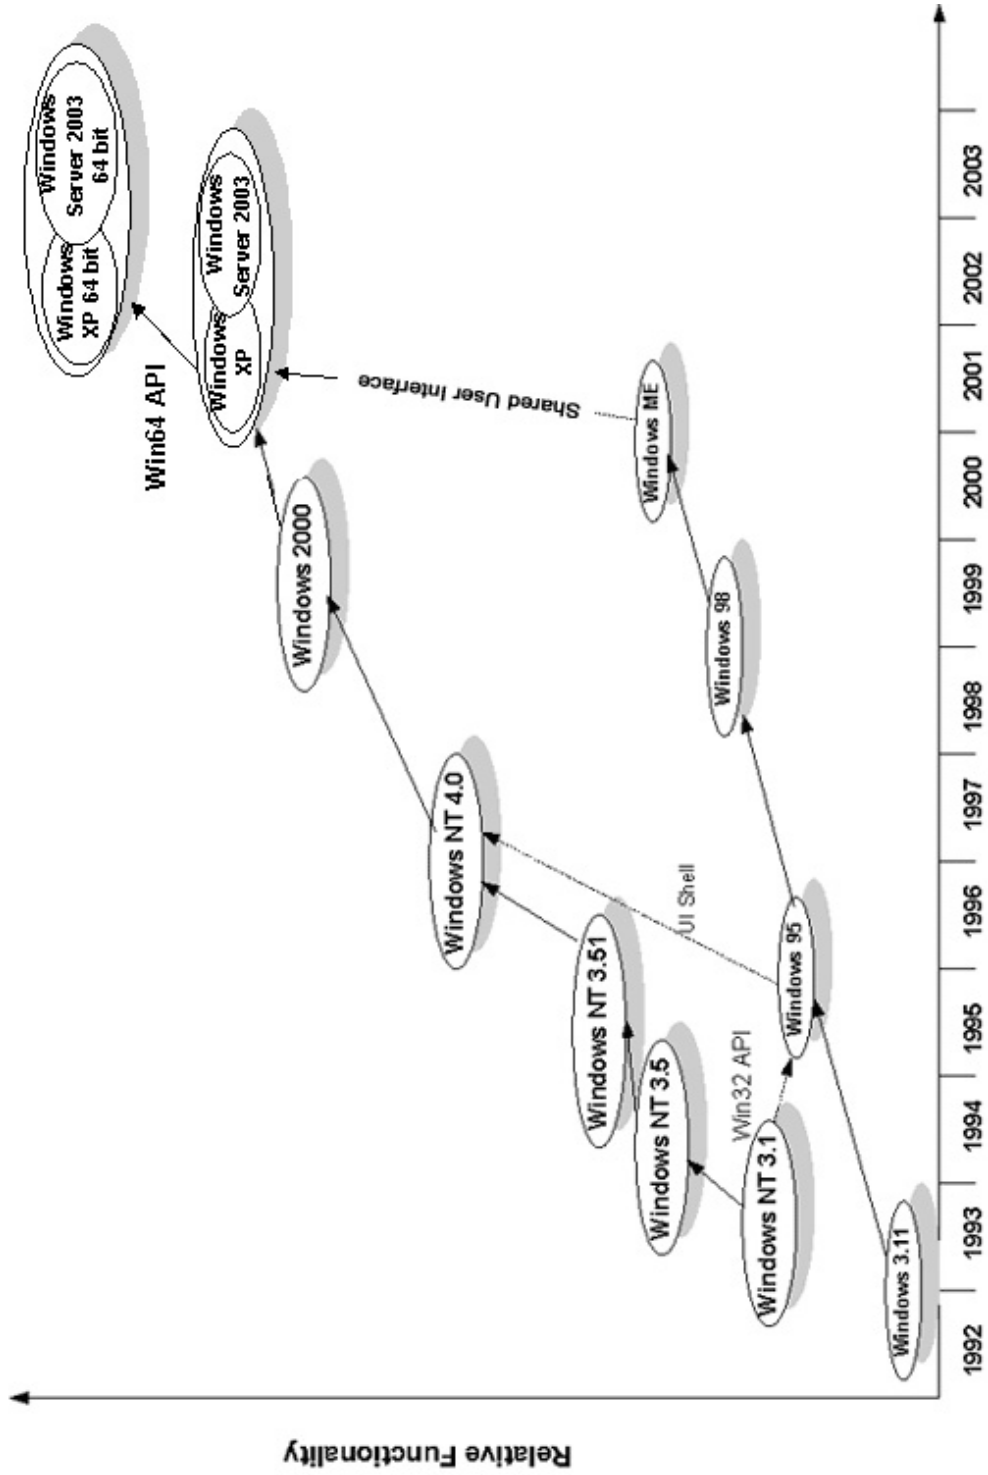 Relative Functionality
Windows
XP 64 bit
Windows
Server 2003
64 bit
Win64 API
Windows
XP
Windows
Server 2003
Windows 2000
Shared User Interface
Windows NT 4.0
Windows NT 3.51
UI Shell
Windows ME
Windows NT 3.5
Windows 98
Win32 API
Windows NT 3.1
Windows 95
Windows 3.11
1992
1993
1994
1995
1996
1997
1998
1999
2000
2001
2002
2003